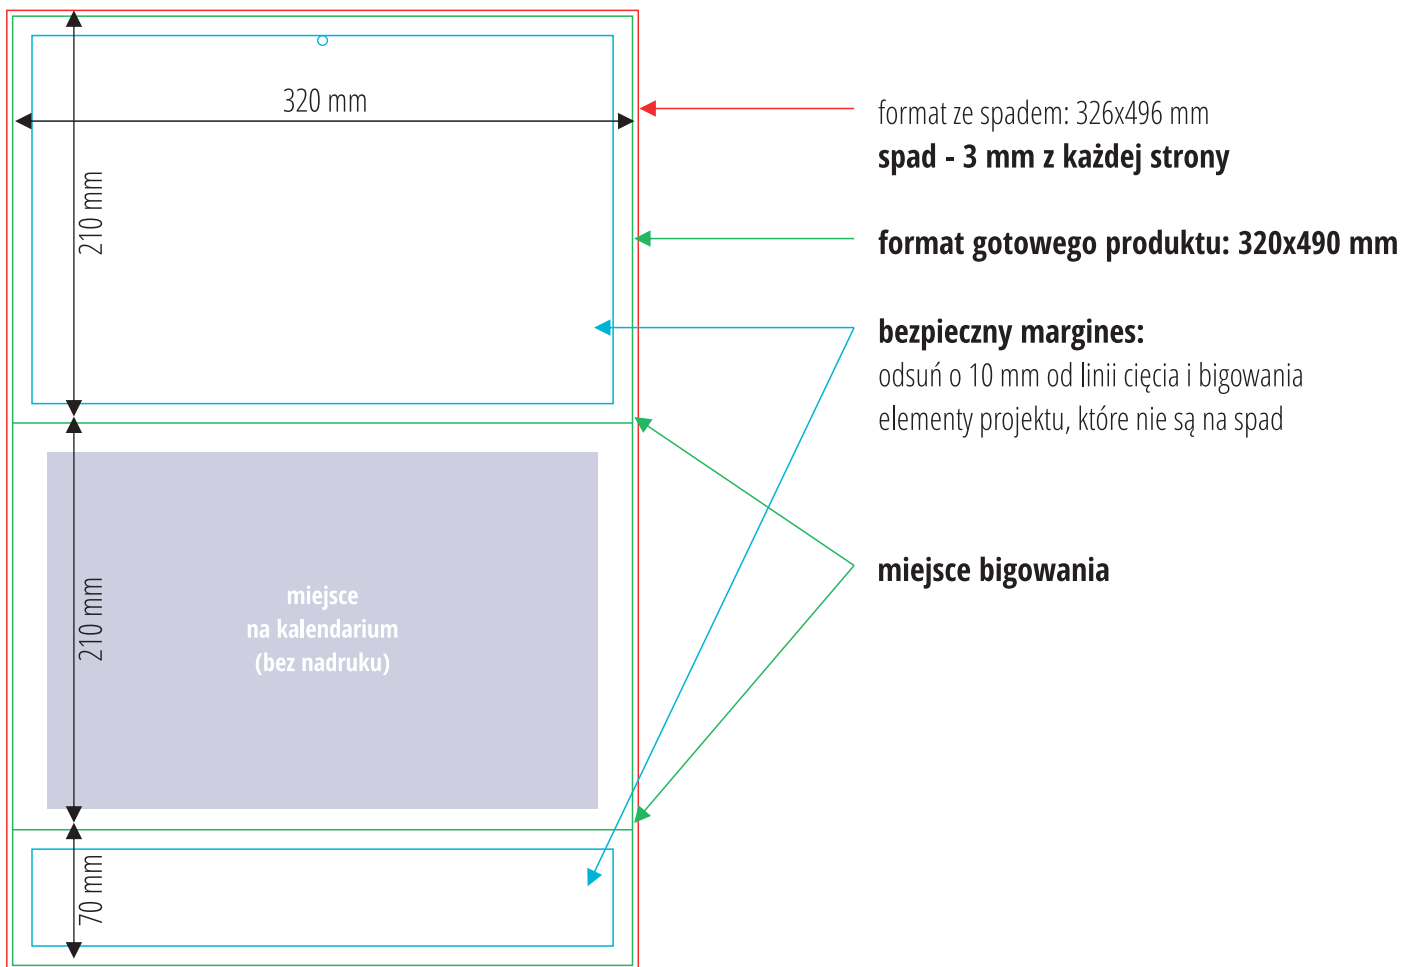 320 mm
210 mm
format ze spadem: 326x496 mm
spad - 3 mm z każdej strony
format gotowego produktu: 320x490 mm
bezpieczny margines:
odsuń o 10 mm od linii cięcia i bigowania
elementy projektu, które nie są na spad
miejsce bigowania
210 mm
miejsce
na kalendarium
(bez nadruku)
70 mm